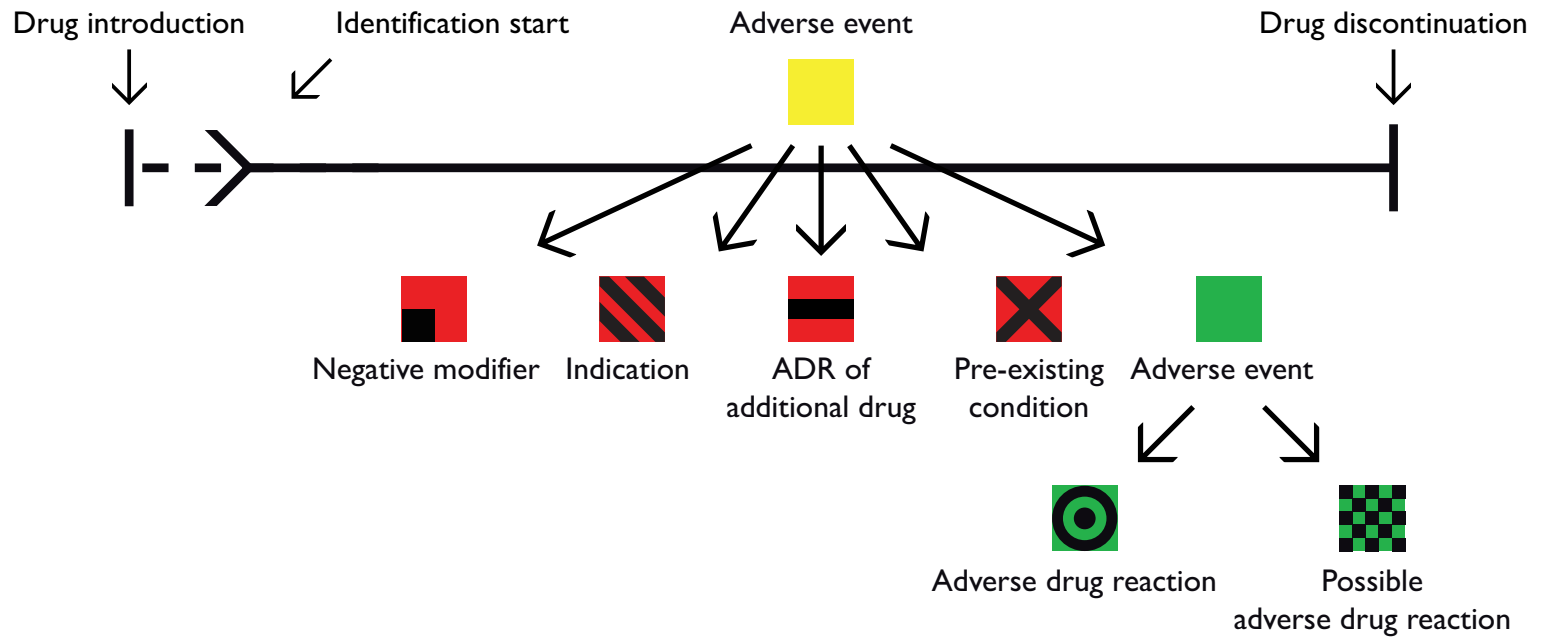 Drug introduction
Identification start
Adverse event
Drug discontinuation
Negative modifier
Indication
ADR of
additional drug
Pre-existing
condition
Adverse event
Adverse drug reaction
Possible
adverse drug reaction